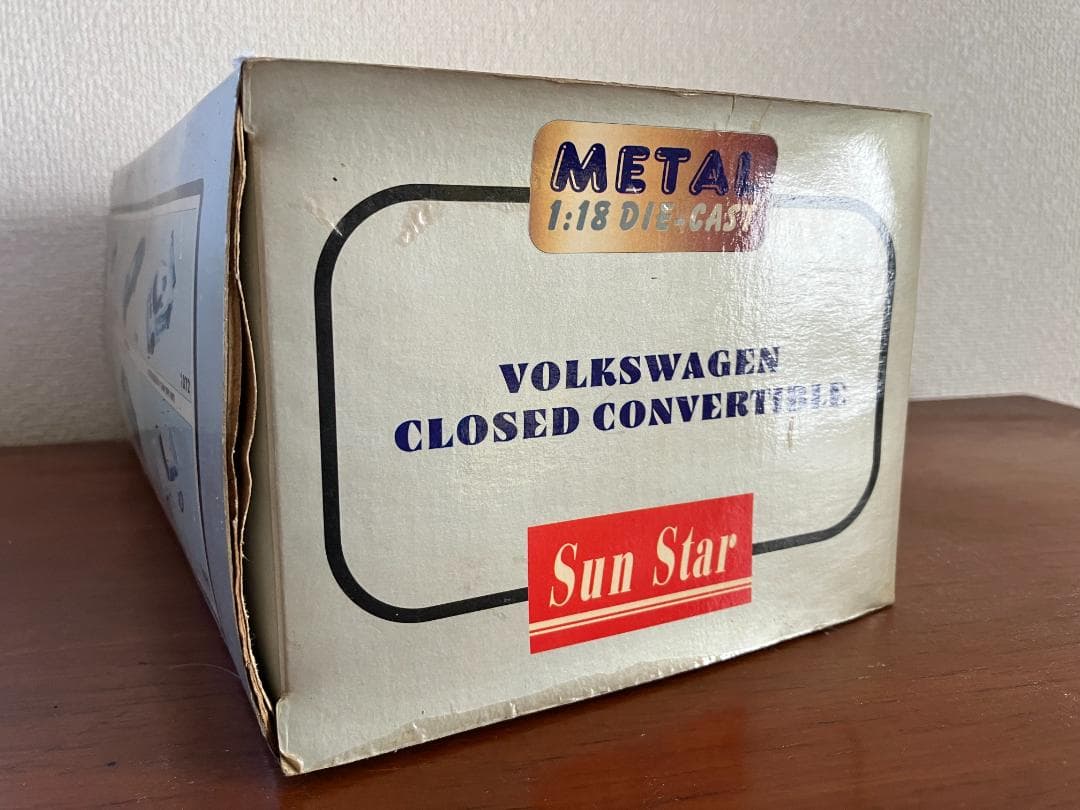 METAL
1:18 DIE-CAST
VOLKSWAGEN
CLOSED CONVERTIBLE
Sun Star